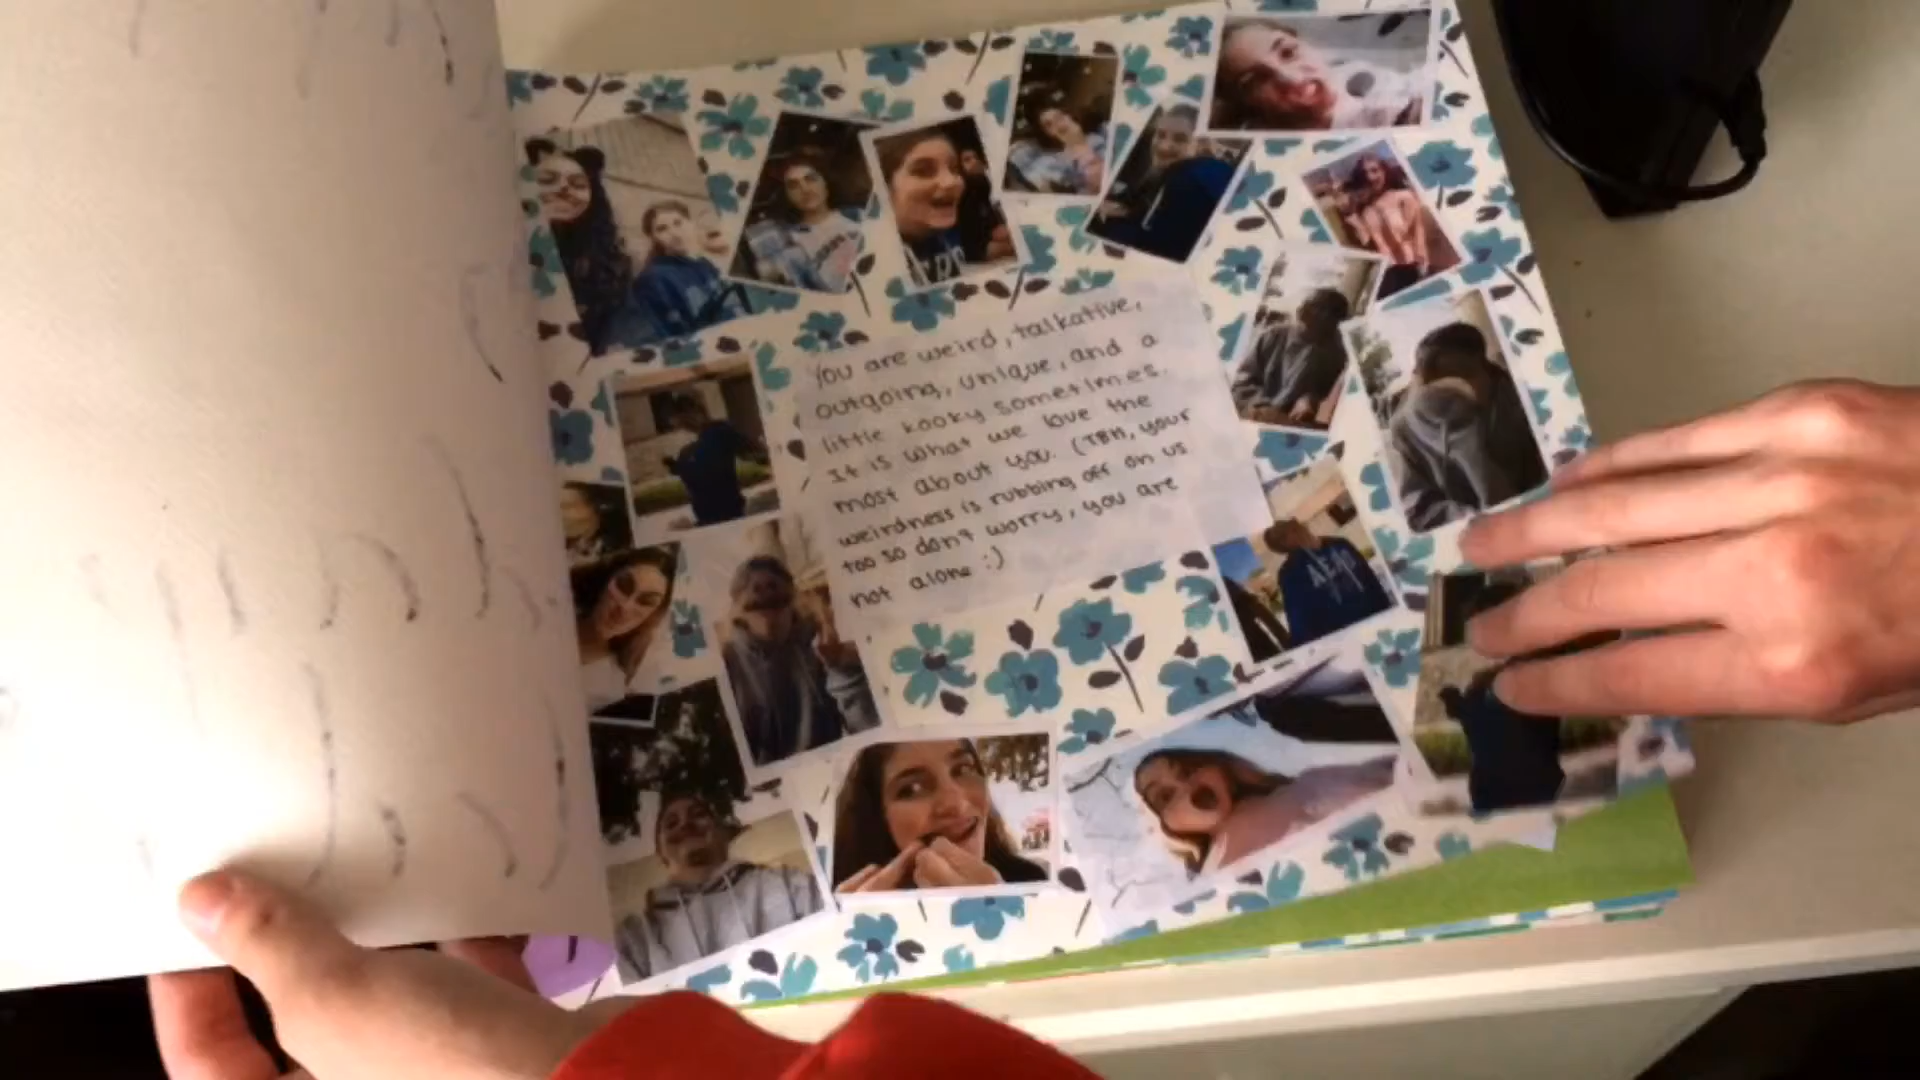 You are weird, talkative,
outgoing, unique, and a
little kooky sometimes.
It is what we love the
most about you. (TBH, your
weirdness is rubbing off on us
too so don't worry, you are
not alone :)